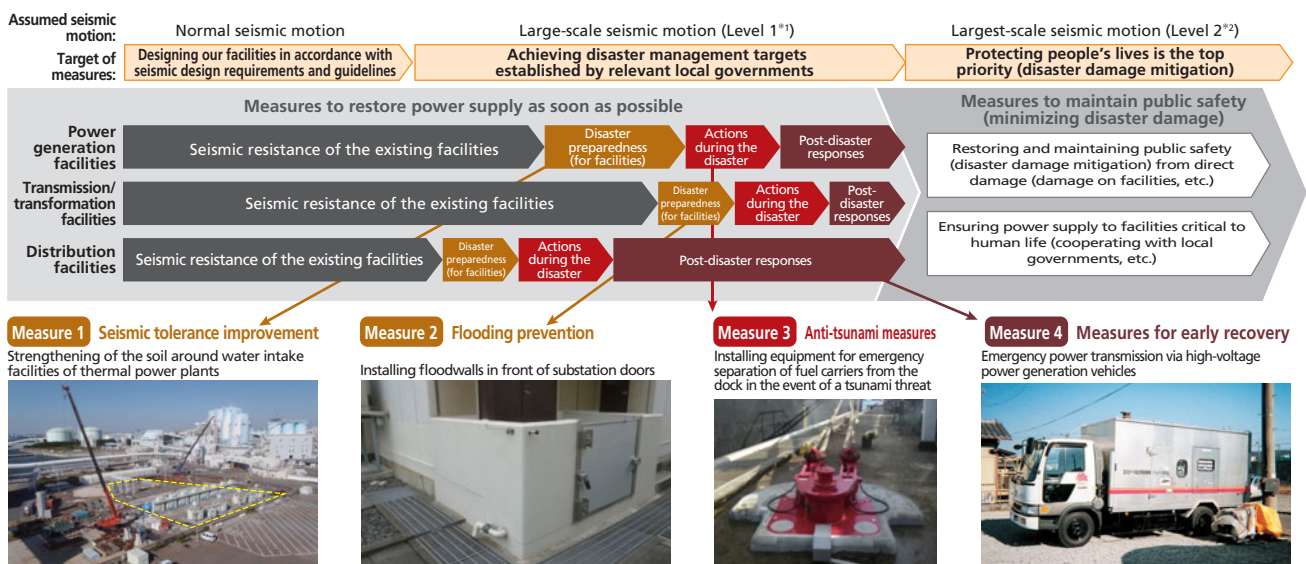 Assumed seismic
motion:
Normal seismic motion
Large-scale seismic motion (Level 1*1)
Largest-scale seismic motion (Level 2*2)
Target of
measures:
Designing our facilities in accordance with
seismic design requirements and guidelines
Achieving disaster management targets
established by relevant local governments
Protecting people's lives is the top
priority (disaster damage mitigation)
Measures to restore power supply as soon as possible
Measures to maintain public safety
(minimizing disaster damage)
Power
generation
facilities
Seismic resistance of the existing facilities
Disaster
preparedness
(for facilities)
Actions
during the
disaster
Post-disaster
responses
Transmission/
transformation
facilities
Seismic resistance of the existing facilities
Disaster
preparedness
(for facilities)
Actions
during the
disaster
Post-
disaster
responses
Distribution
facilities
Seismic resistance of the existing facilities
Disaster
preparedness
(for facilities)
Actions
during the
disaster
Post-disaster responses
Restoring and maintaining public safety
(disaster damage mitigation) from direct
damage (damage on facilities, etc.)
Ensuring power supply to facilities critical to
human life (cooperating with local
governments, etc.)
Measure 1 Seismic tolerance improvement
Strengthening of the soil around water intake
facilities of thermal power plants
Measure 2 Flooding prevention
Installing floodwalls in front of substation doors
Measure 3 Anti-tsunami measures
Installing equipment for emergency
separation of fuel carriers from the
dock in the event of a tsunami threat
Measure 4 Measures for early recovery
Emergency power transmission via high-voltage
power generation vehicles